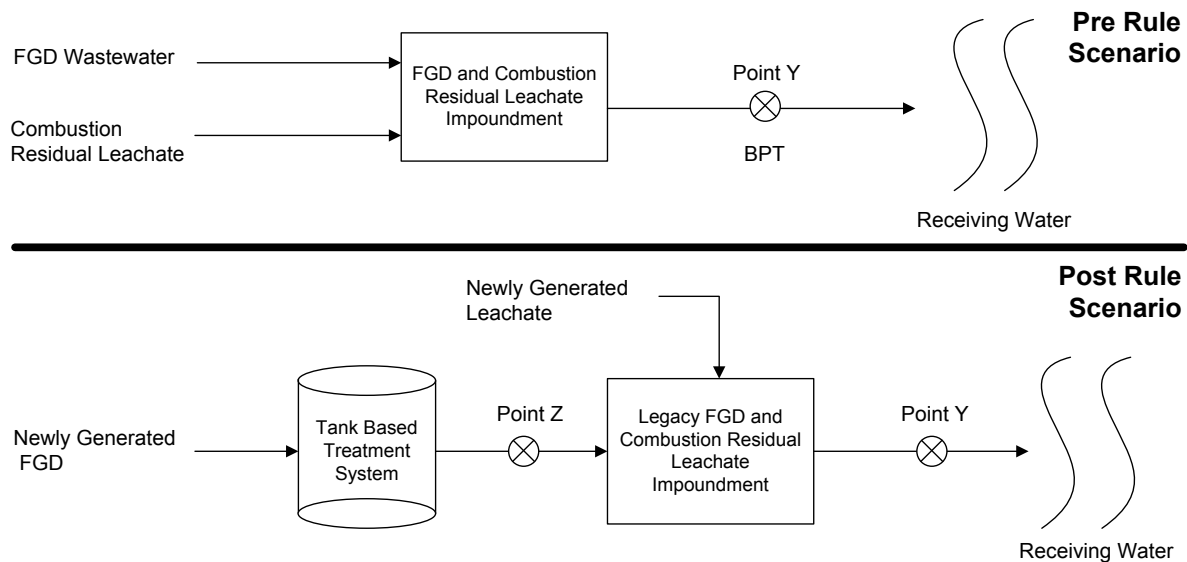 Pre Rule
Scenario
FGD Wastewater
Combustion
Residual Leachate
FGD and Combustion
Residual Leachate
Impoundment
Point Y
BPT
Receiving Water
Post Rule
Scenario
Newly Generated
Leachate
Newly Generated
FGD
Tank Based
Treatment
System
Point Z
Legacy FGD and
Combustion Residual
Leachate
Impoundment
Point Y
Receiving Water